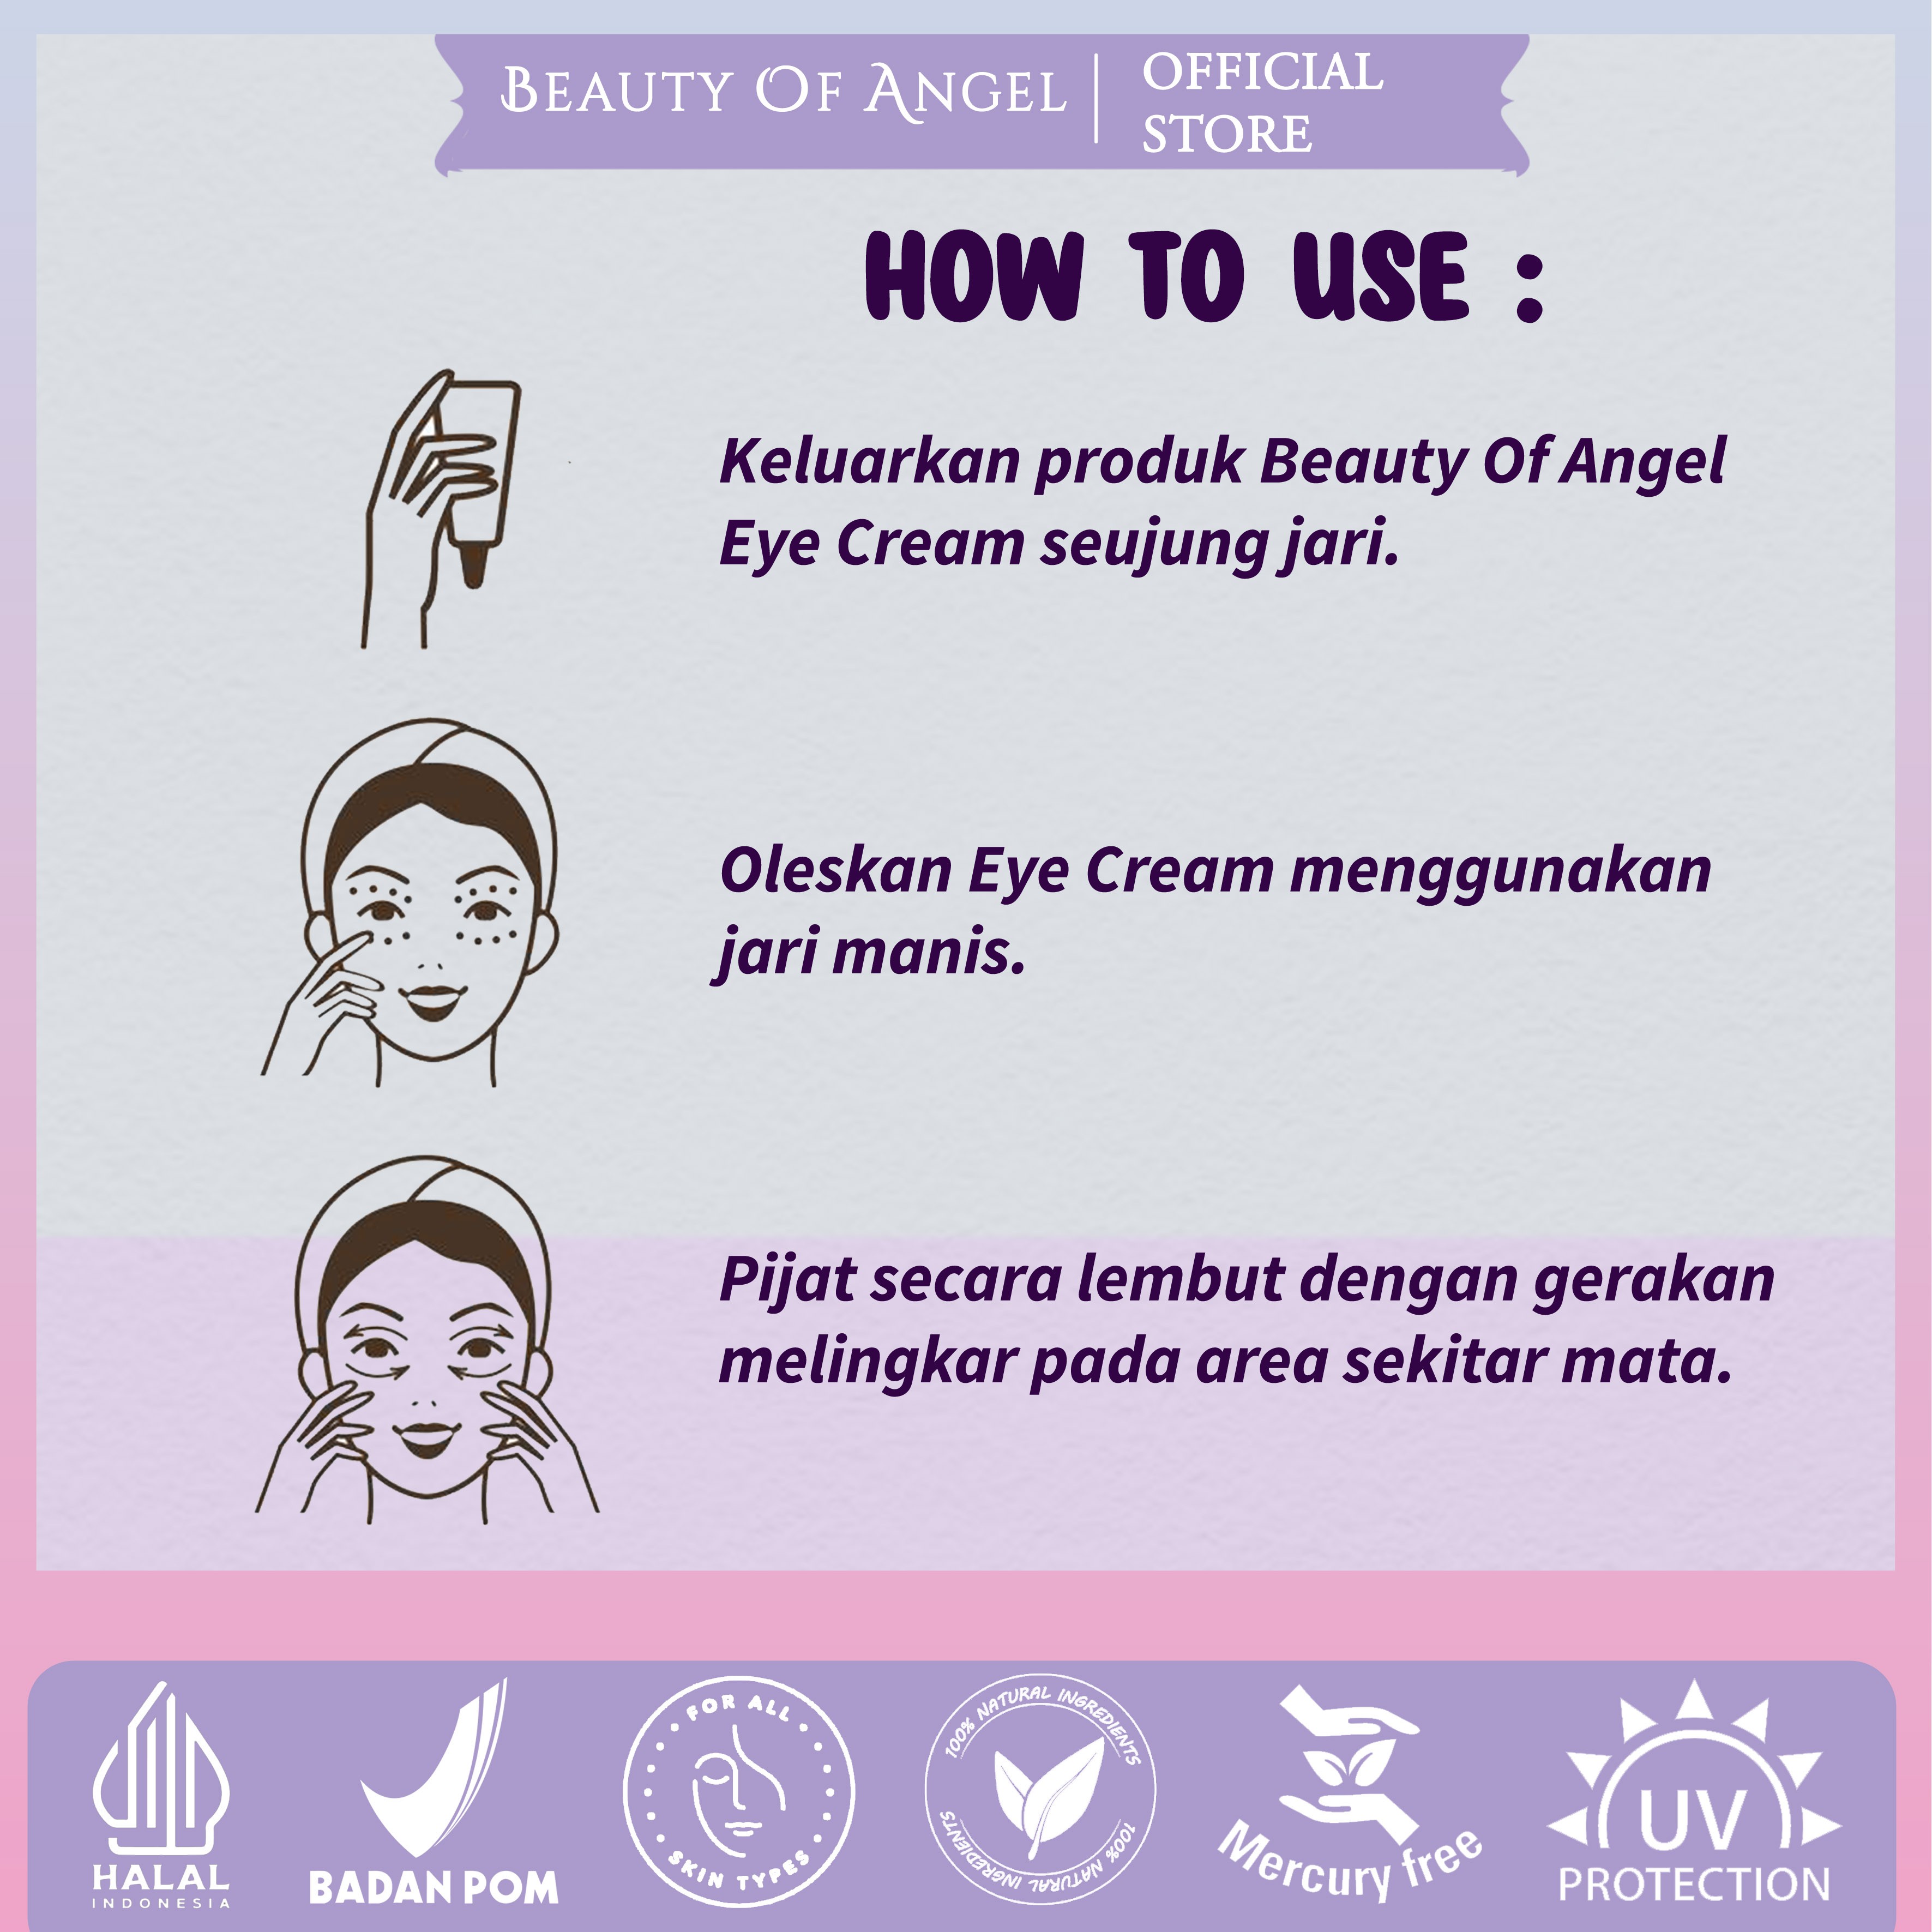 Beauty Of Angel
OFFICIAL
STORE
HOW TO USE :
Keluarkan produk Beauty Of Angel
Eye Cream seujung jari.
Oleskan Eye Cream menggunakan
jari manis.
Pijat secara lembut dengan gerakan
melingkar pada area sekitar mata.
HALAL
INDONESIA
BADAN POM
FOR ALL
SKIN TYPES
100% NATURAL INGREDIENTS
100% NATURAL INGREDIENTS
Mercury free
UV
PROTECTION